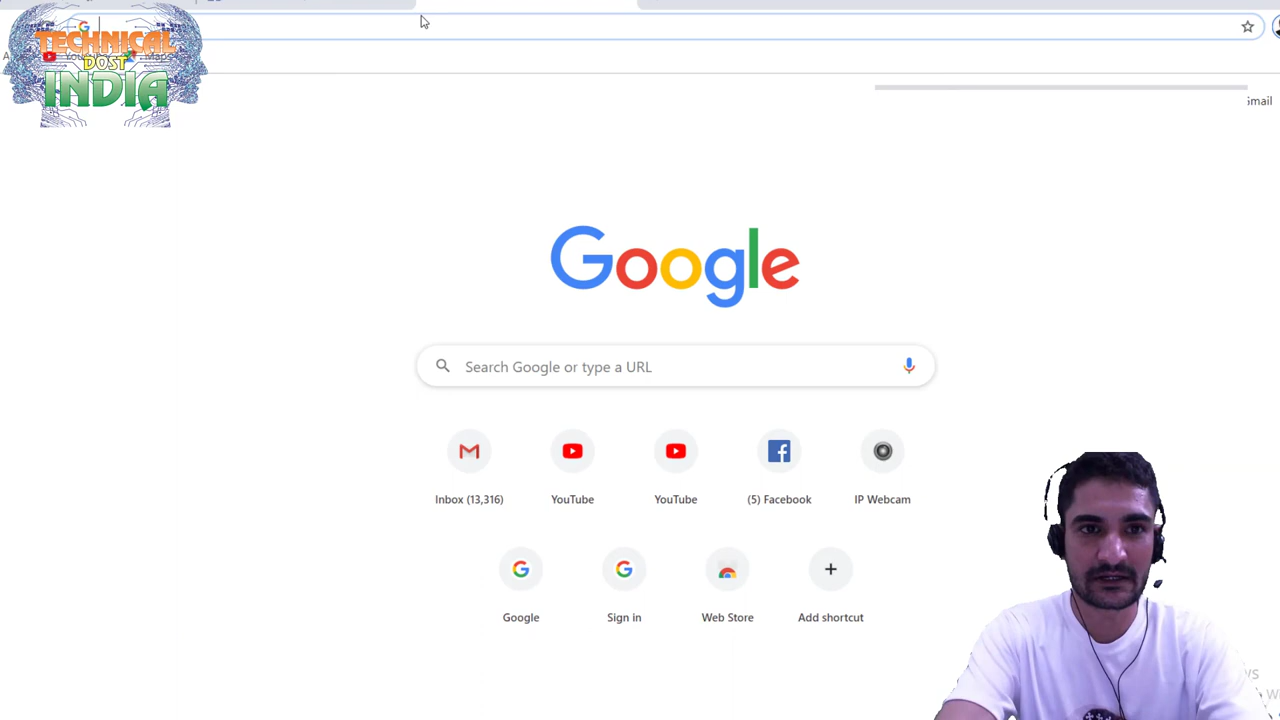 TECHNICAL
DOST
INDIA
Gmail
Google
Search Google or type a URL
Inbox (13,316)
YouTube
YouTube
(5) Facebook
IP Webcam
Google
Sign in
Web Store
Add shortcut